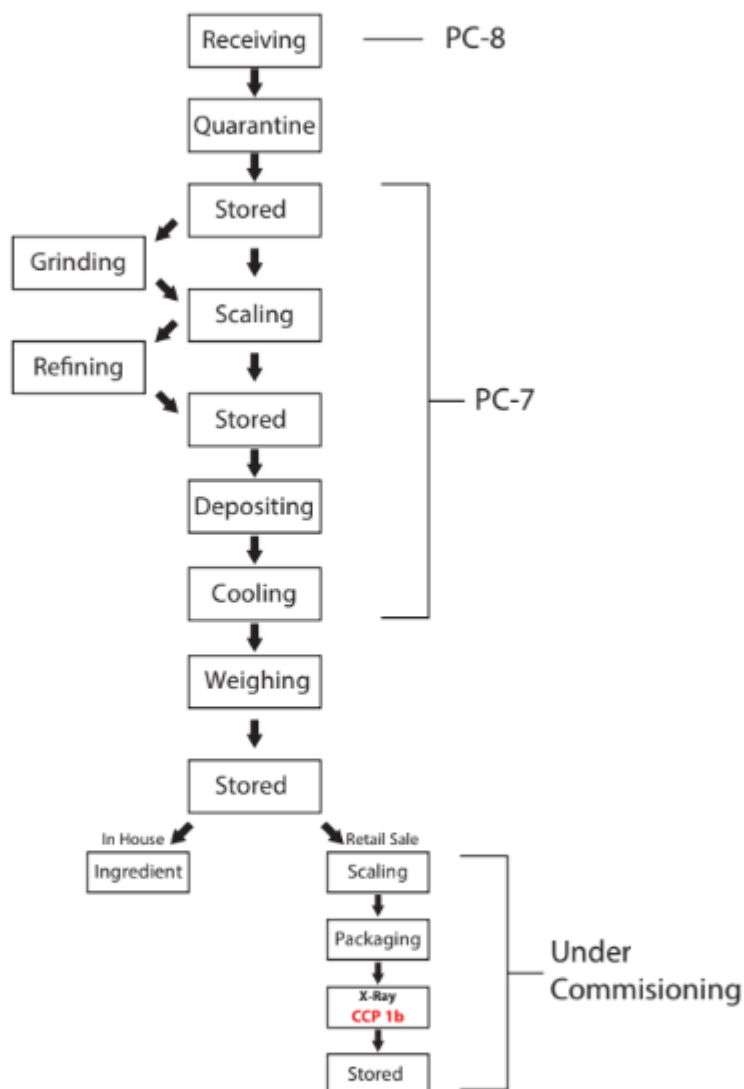 Receiving
PC-8
Quarantine
Stored
Grinding
Scaling
Refining
PC-7
Stored
Depositing
Cooling
Weighing
Stored
In House
Retail Sale
Ingredient
Scaling
Packaging
Under
Commisioning
X-Ray
CCP 1b
Stored